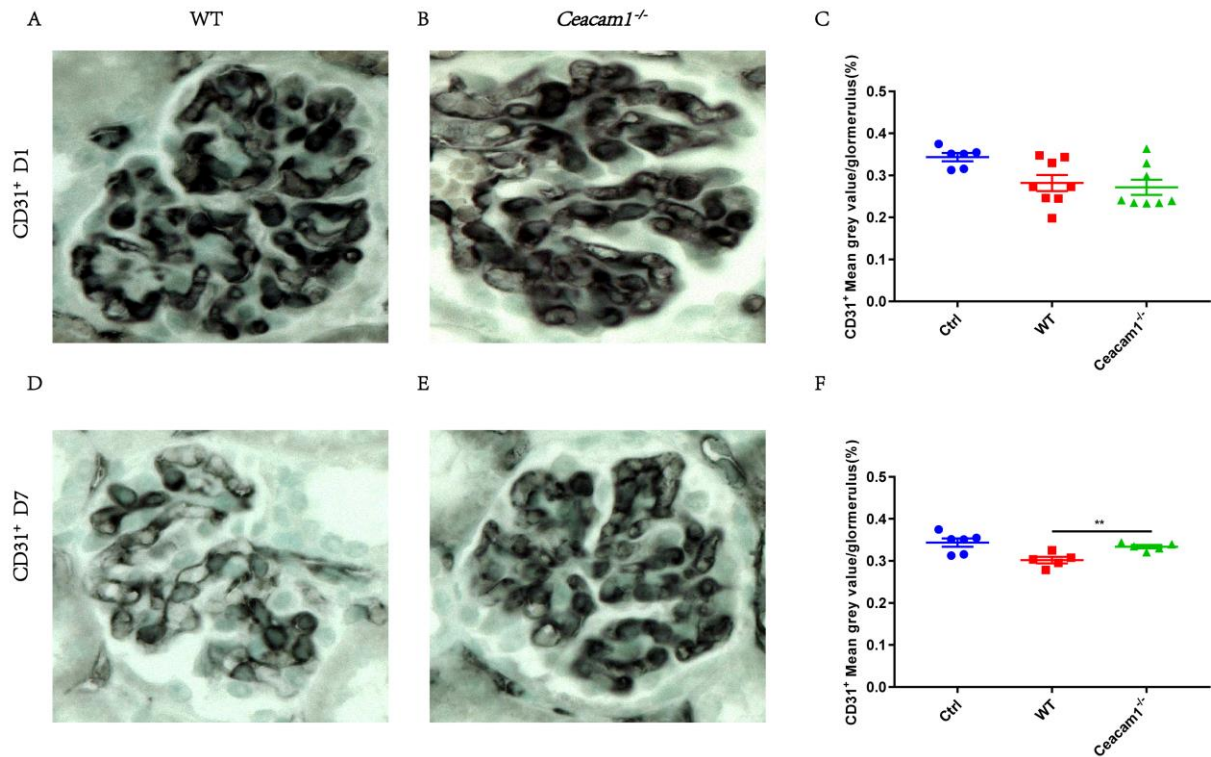 A
WT
B
Ceacam1-/-
C
CD31+ D1
CD31+ Mean grey value/glormerulus(%)
0.5
0.4
0.3
0.2
0.1
0.0
Ctrl
WT
Ceacam1-/-
D
E
F
CD31+ D7
CD31+ Mean grey value/glormerulus(%)
0.5
0.4
0.3
0.2
0.1
0.0
**
Ctrl
WT
Ceacam1-/-